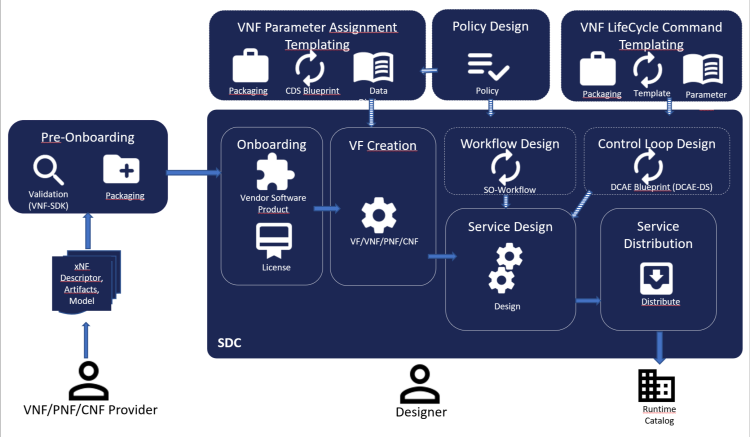 VNF Parameter Assignment
Templating
Packaging
CDS Blueprint
Data
Policy Design
Policy
VNF LifeCycle Command
Templating
Packaging
Template
Parameter
Pre-Onboarding
Validation
(VNF-SDK)
Packaging
Onboarding
Vendor Software
Product
License
VF Creation
VF/VNF/PNF/CNF
Workflow Design
SO-Workflow
Control Loop Design
DCAE Blueprint (DCAE-DS)
Service Design
Design
Service
Distribution
Distribute
SDC
xNF
Descriptor,
Artifacts,
Model
VNF/PNF/CNF Provider
Designer
Runtime
Catalog